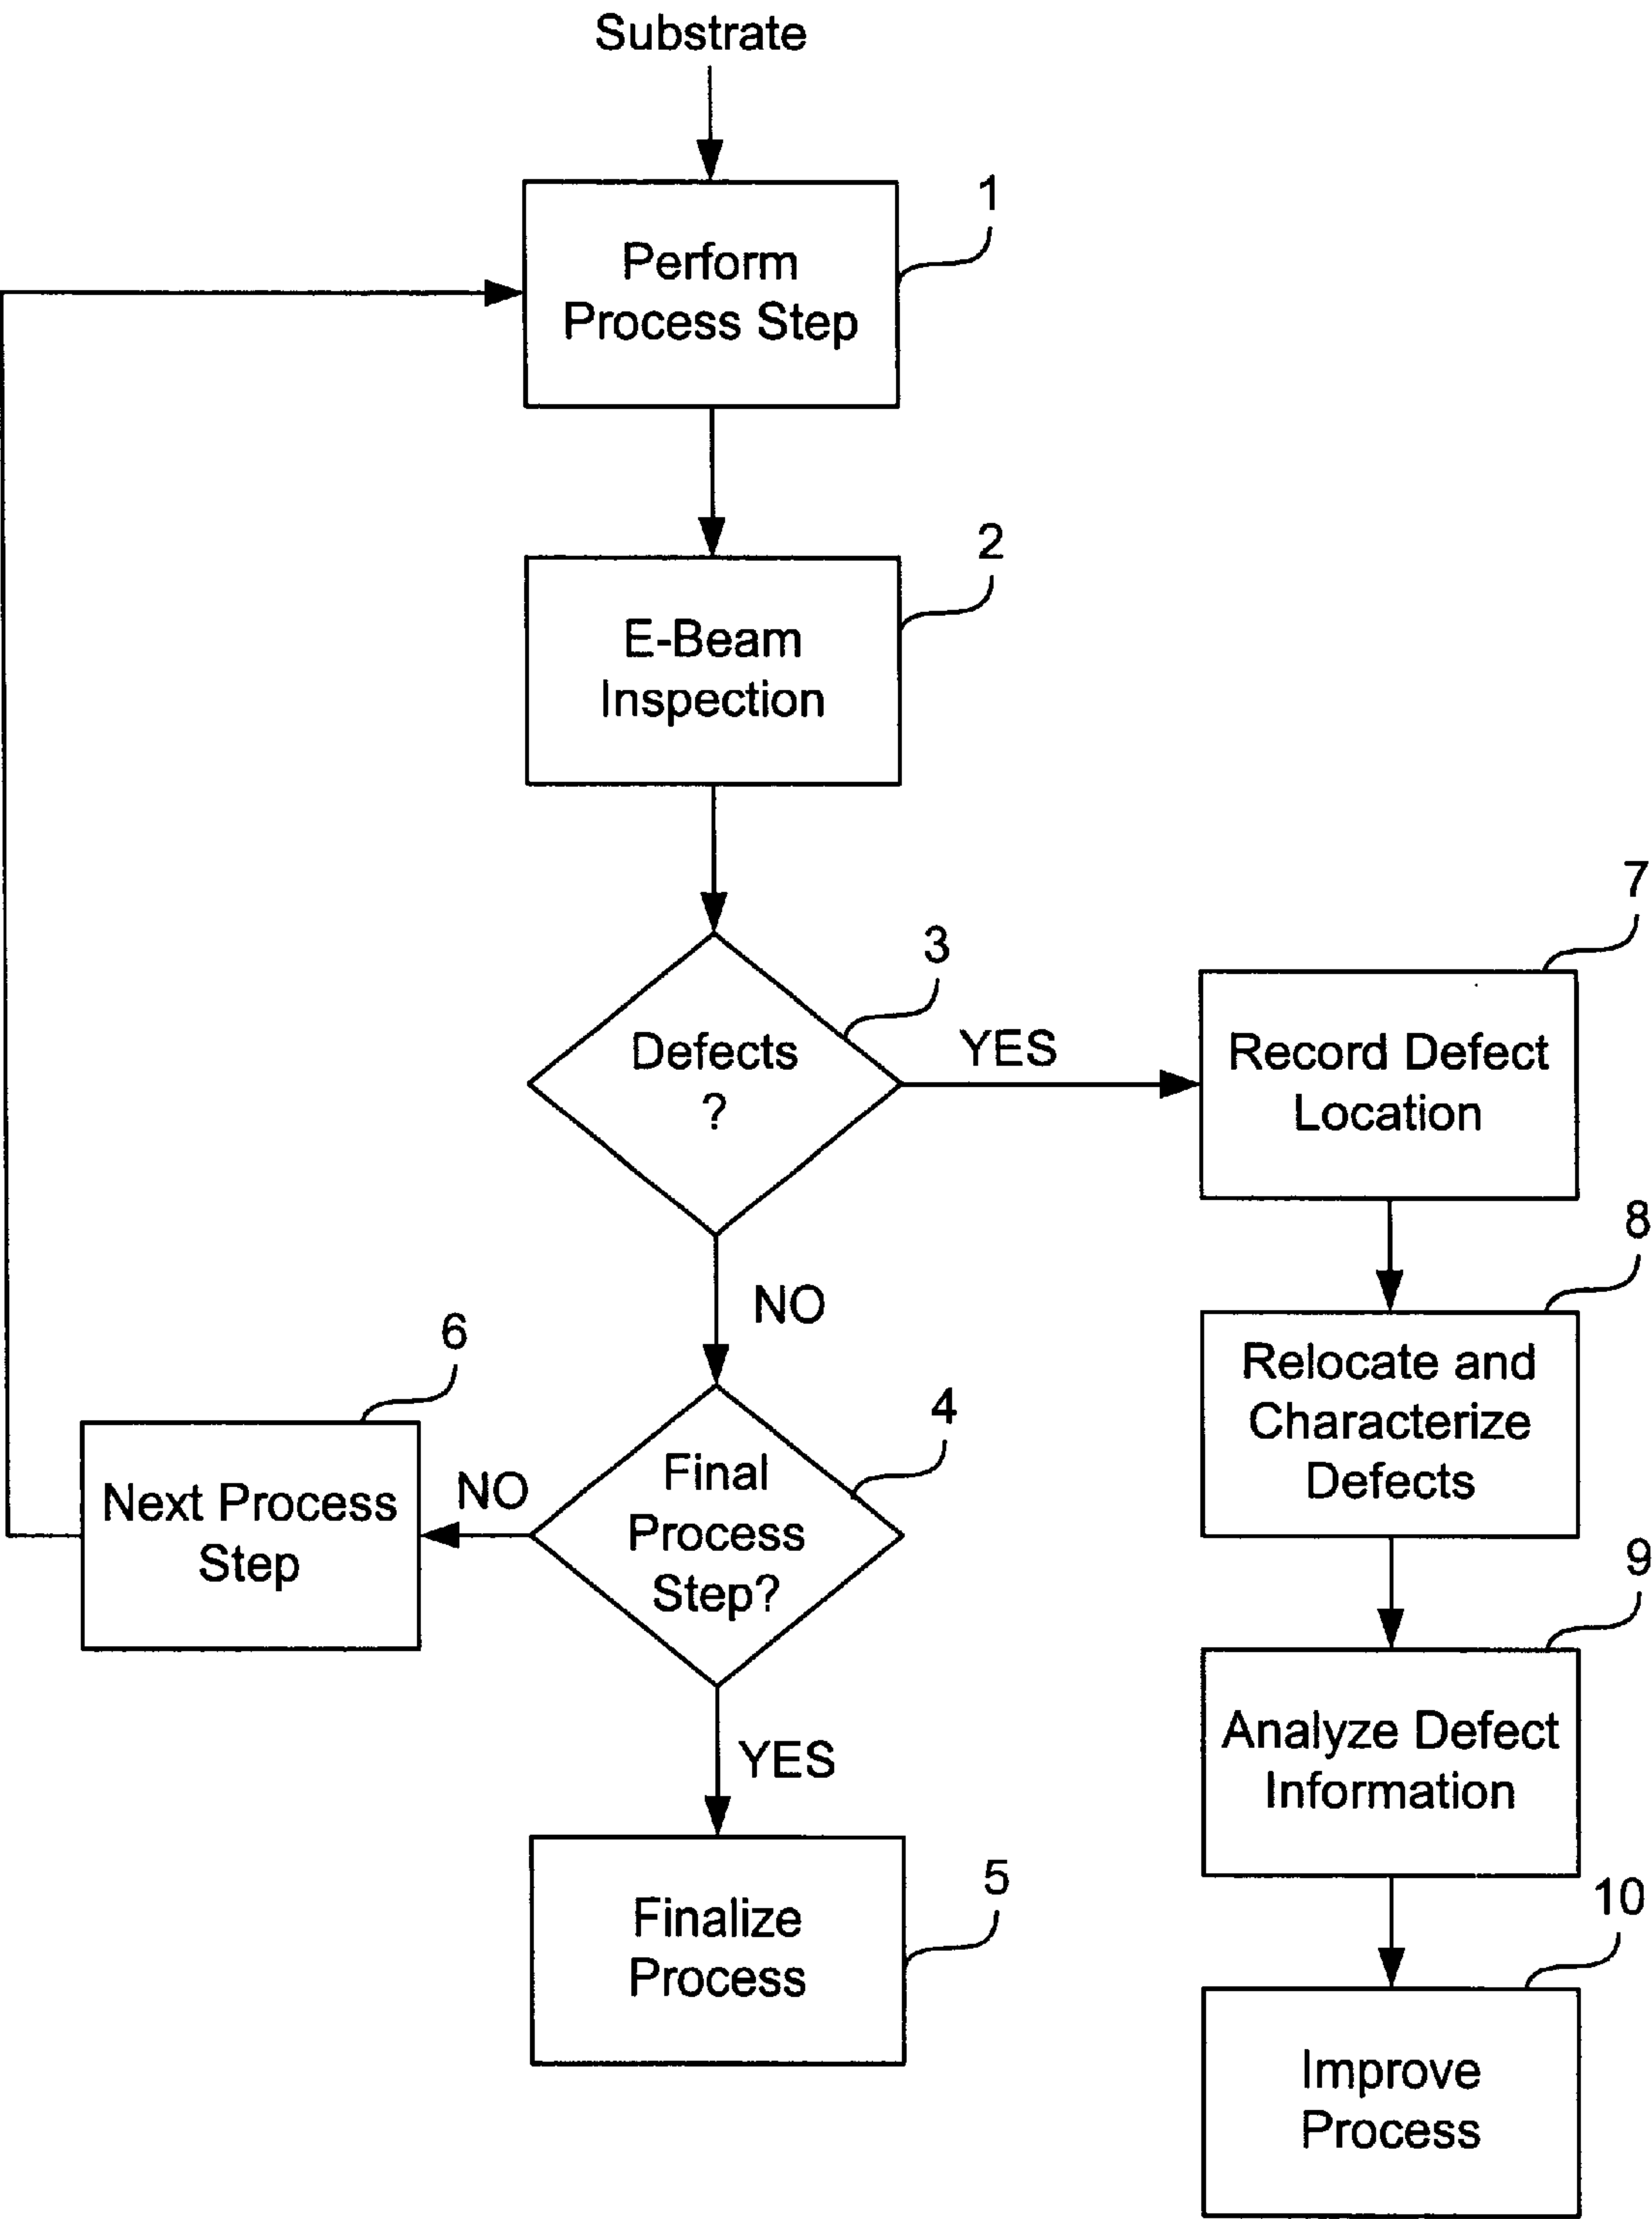 Substrate
1
Perform
Process Step
2
E-Beam
Inspection
3
Defects
?
YES
7
Record Defect
Location
NO
8
Relocate and
Characterize
Defects
4
Final
Process
Step?
NO
6
Next Process
Step
YES
9
Analyze Defect
Information
5
Finalize
Process
10
Improve
Process